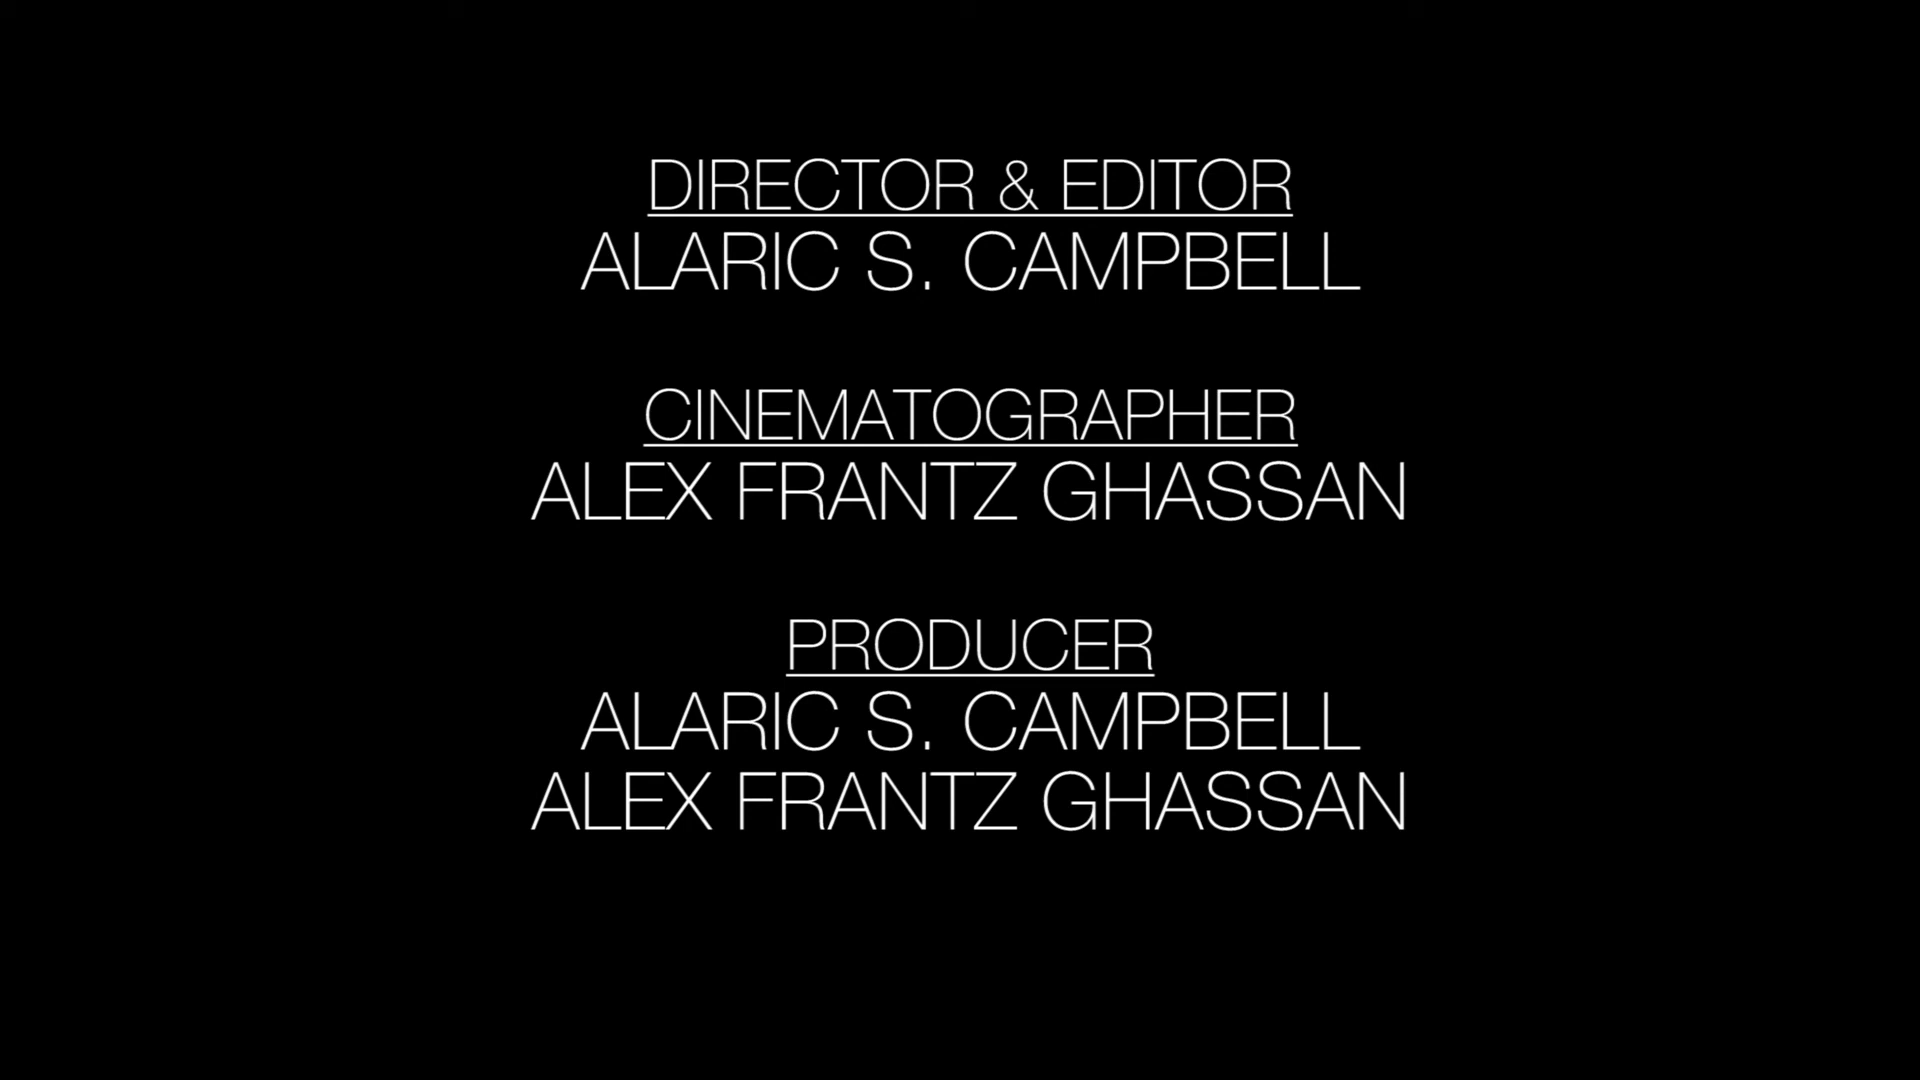 DIRECTOR & EDITOR
ALARIC S. CAMPBELL
CINEMATOGRAPHER
ALEX FRANTZ GHASSAN
PRODUCER
ALARIC S. CAMPBELL
ALEX FRANTZ GHASSAN